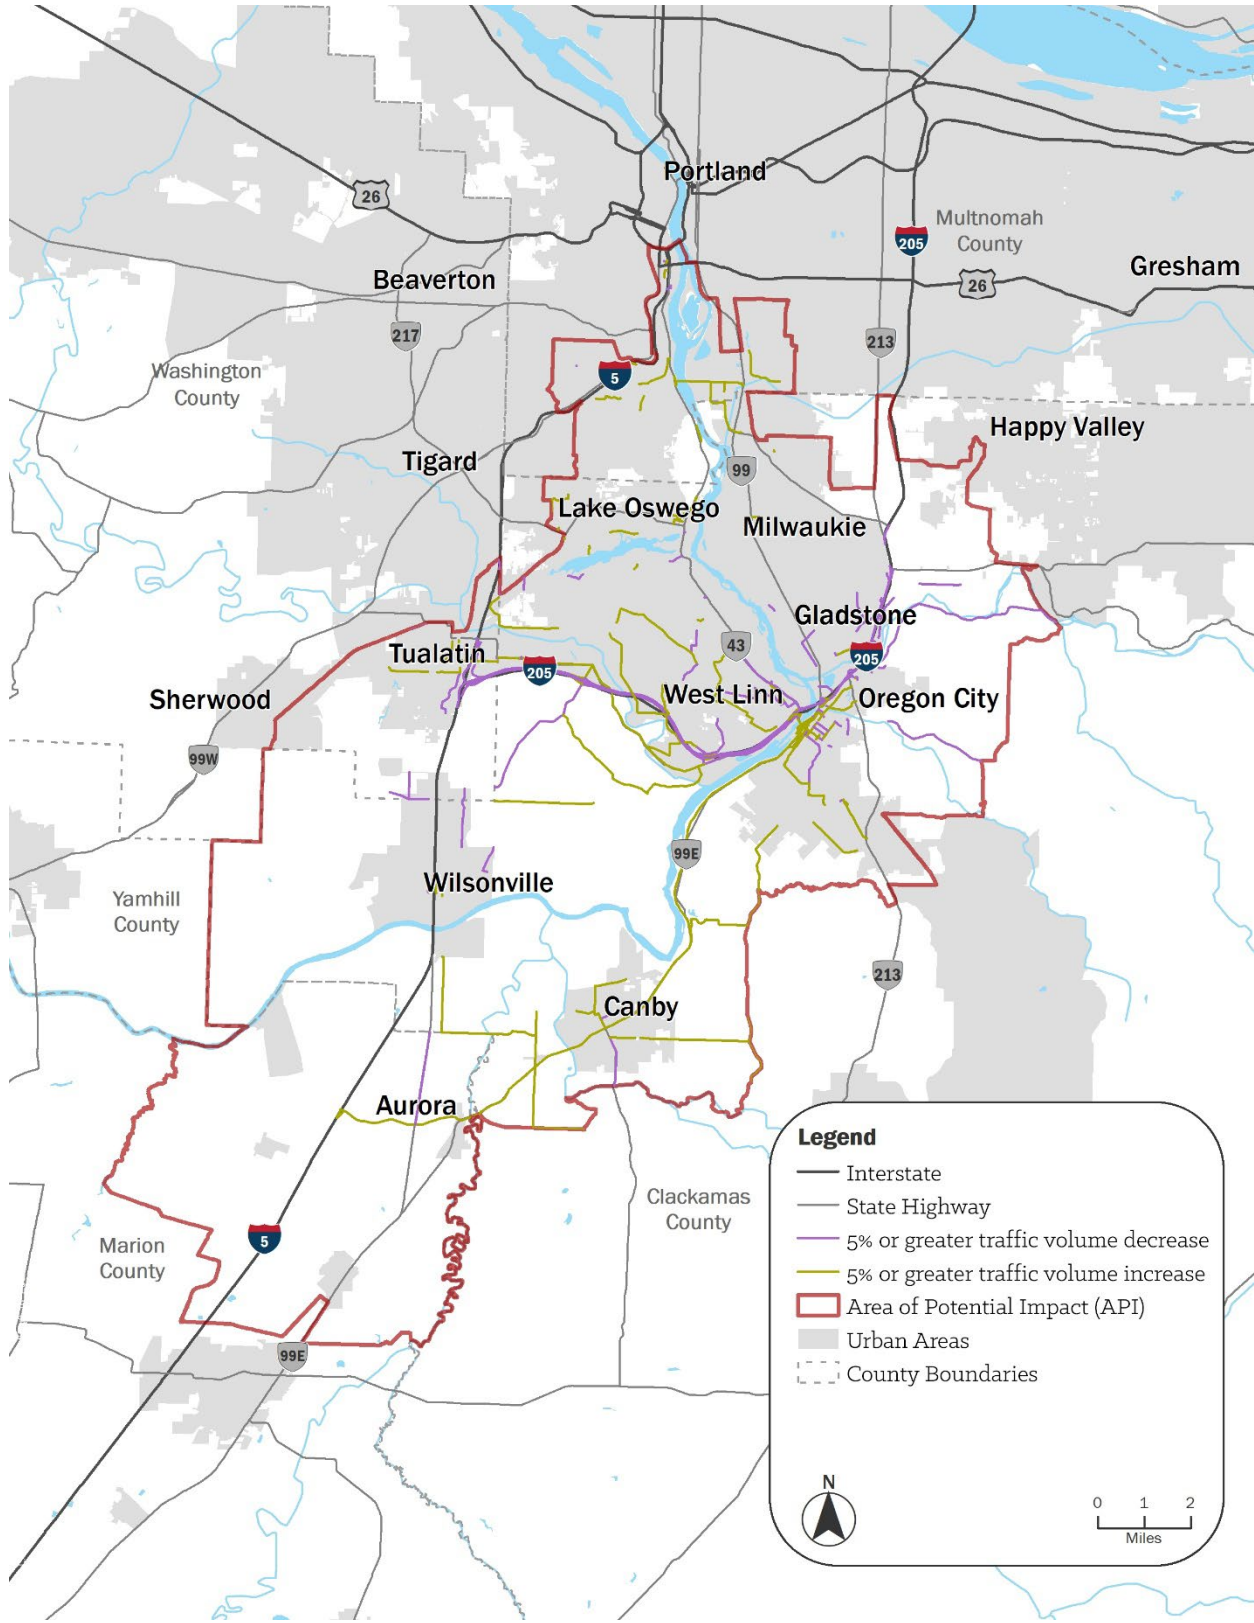 Portland
26
Multnomah
County
205
Gresham
Beaverton
26
217
213
Washington
County
5
Happy Valley
Tigard
99
Lake Oswego
Milwaukie
Gladstone
43
Tualatin
205
205
West Linn
Oregon City
Sherwood
99W
99E
Wilsonville
Yamhill
County
213
Canby
Aurora
Clackamas
County
Marion
County
5
99E
Legend
Interstate
State Highway
5% or greater traffic volume decrease
5% or greater traffic volume increase
Area of Potential Impact (API)
Urban Areas
County Boundaries
N
0 1 2
Miles